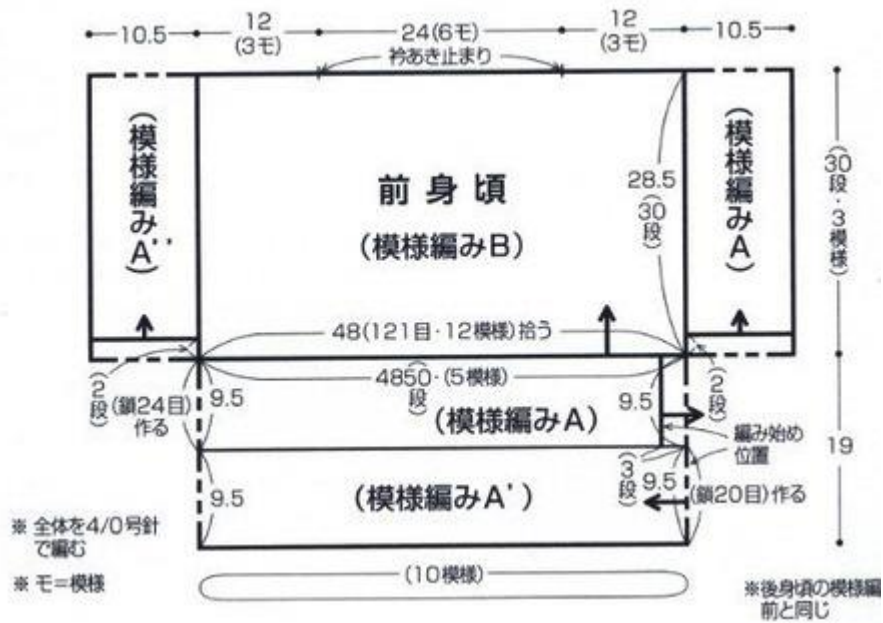 10.5
12
(3モ)
24(6モ)
12
(3モ)
10.5
衿あき止まり
(模様編みA'')
前身頃
(模様編みB)
28.5
(30段)
(模様編みA)
(30段・3模様)
48(121目・12模様)拾う
4850・(5模様)
段)
(2段)
(鎖24目)
作る
9.5
(模様編みA)
9.5
(2段)
編み始め
位置
19
9.5
(模様編みA')
(3段)
9.5
(鎖20目)作る
※ 全体を4/0号針
で編む
※ モ=模様
(10模様)
※後身頃の模様編
前と同じ